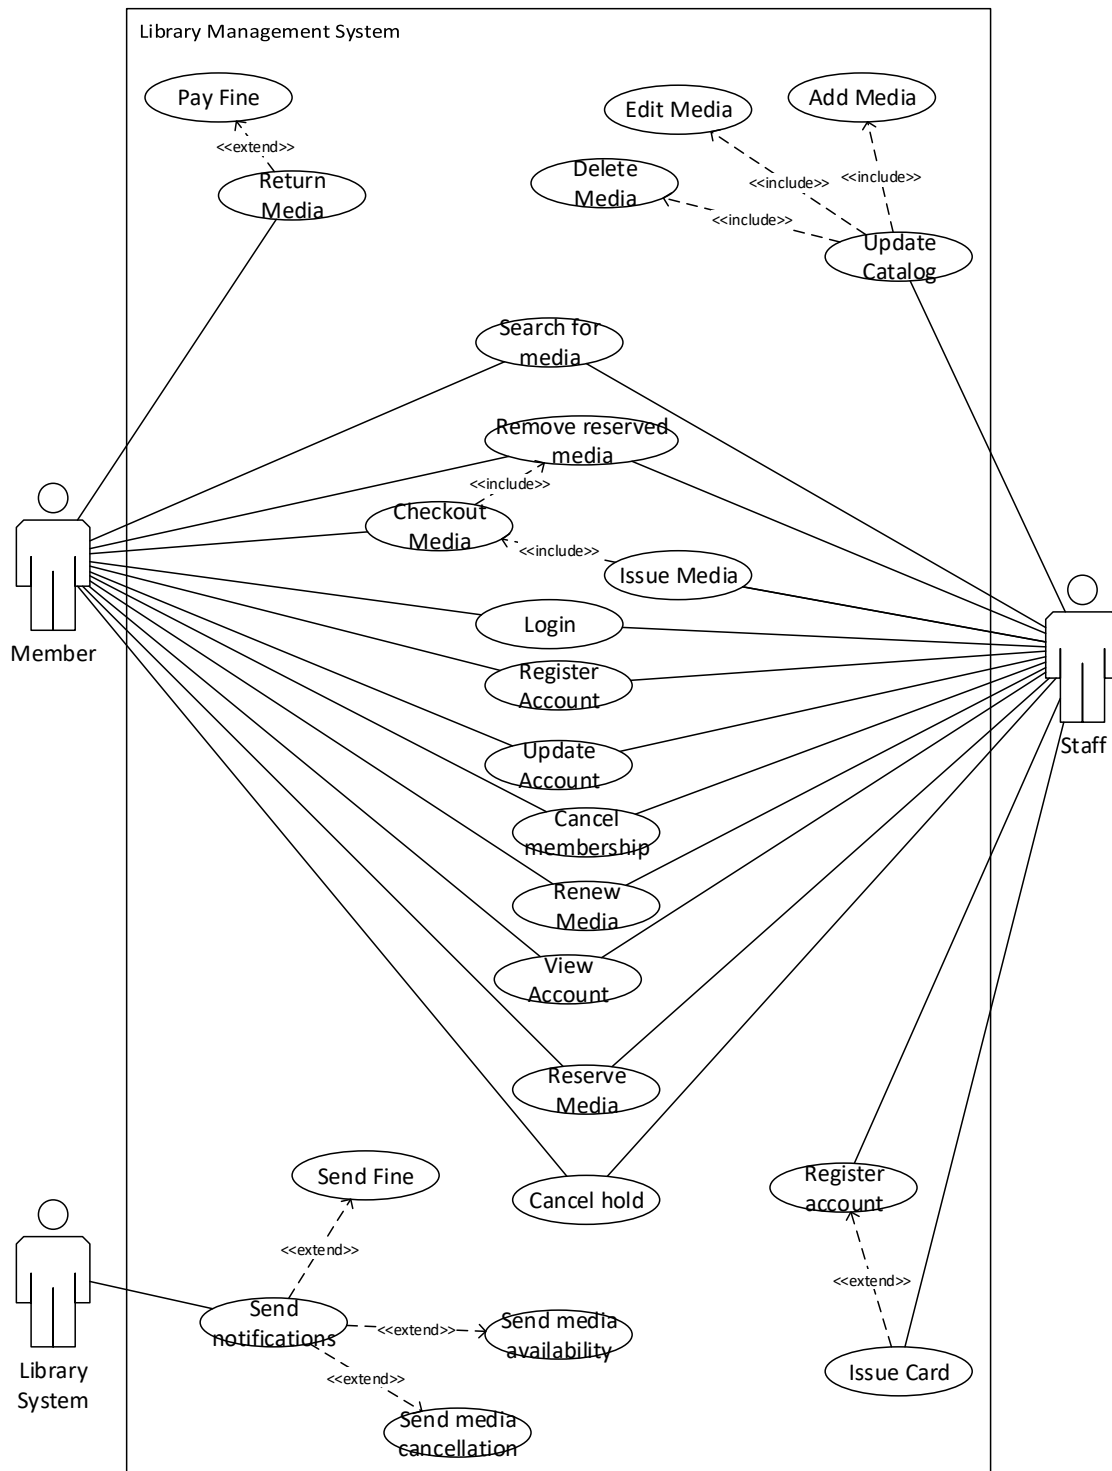 Library Management System
Pay Fine
Edit Media
Add Media
<<extend>>
Return
Media
Delete
Media
<<include>>
<<include>>
<<include>>
Update
Catalog
Search for
media
Remove reserved
media
<<include>>
Checkout
Media
<<include>>
Issue Media
Login
Member
Register
Account
Staff
Update
Account
Cancel
membership
Renew
Media
View
Account
Reserve
Media
Send Fine
Cancel hold
Register
account
<<extend>>
<<extend>>
Send
notifications
<<extend>>
Send media
availability
Library
System
<<extend>>
Issue Card
Send media
cancellation